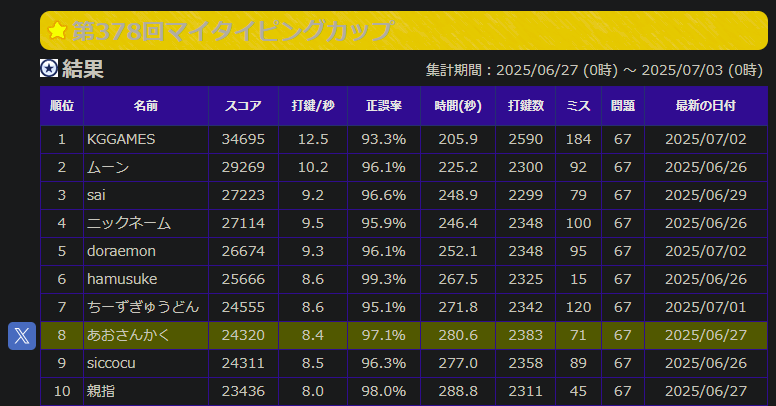 第378回マイタイピングカップ
結果 集計期間：2025/06/27 (0時) ～ 2025/07/03 (0時)
順位 名前 スコア 打鍵/秒 正誤率 時間(秒) 打鍵数 ミス 問題 最新の日付
1 KGGAMES 34695 12.5 93.3% 205.9 2590 184 67 2025/07/02
2 ムーン 29269 10.2 96.1% 225.2 2300 92 67 2025/06/26
3 sai 27223 9.2 96.6% 248.9 2299 79 67 2025/06/29
4 ニックネーム 27114 9.5 95.9% 246.4 2348 100 67 2025/06/26
5 doraemon 26674 9.3 96.1% 252.1 2348 95 67 2025/07/02
6 hamusuke 25666 8.6 99.3% 267.5 2325 15 67 2025/06/26
7 ちーずぎゅうどん 24555 8.6 95.1% 271.8 2342 120 67 2025/07/01
8 あおさんかく 24320 8.4 97.1% 280.6 2383 71 67 2025/06/27
9 siccocu 24311 8.5 96.3% 277.0 2358 89 67 2025/06/26
10 親指 23436 8.0 98.0% 288.8 2311 45 67 2025/06/27